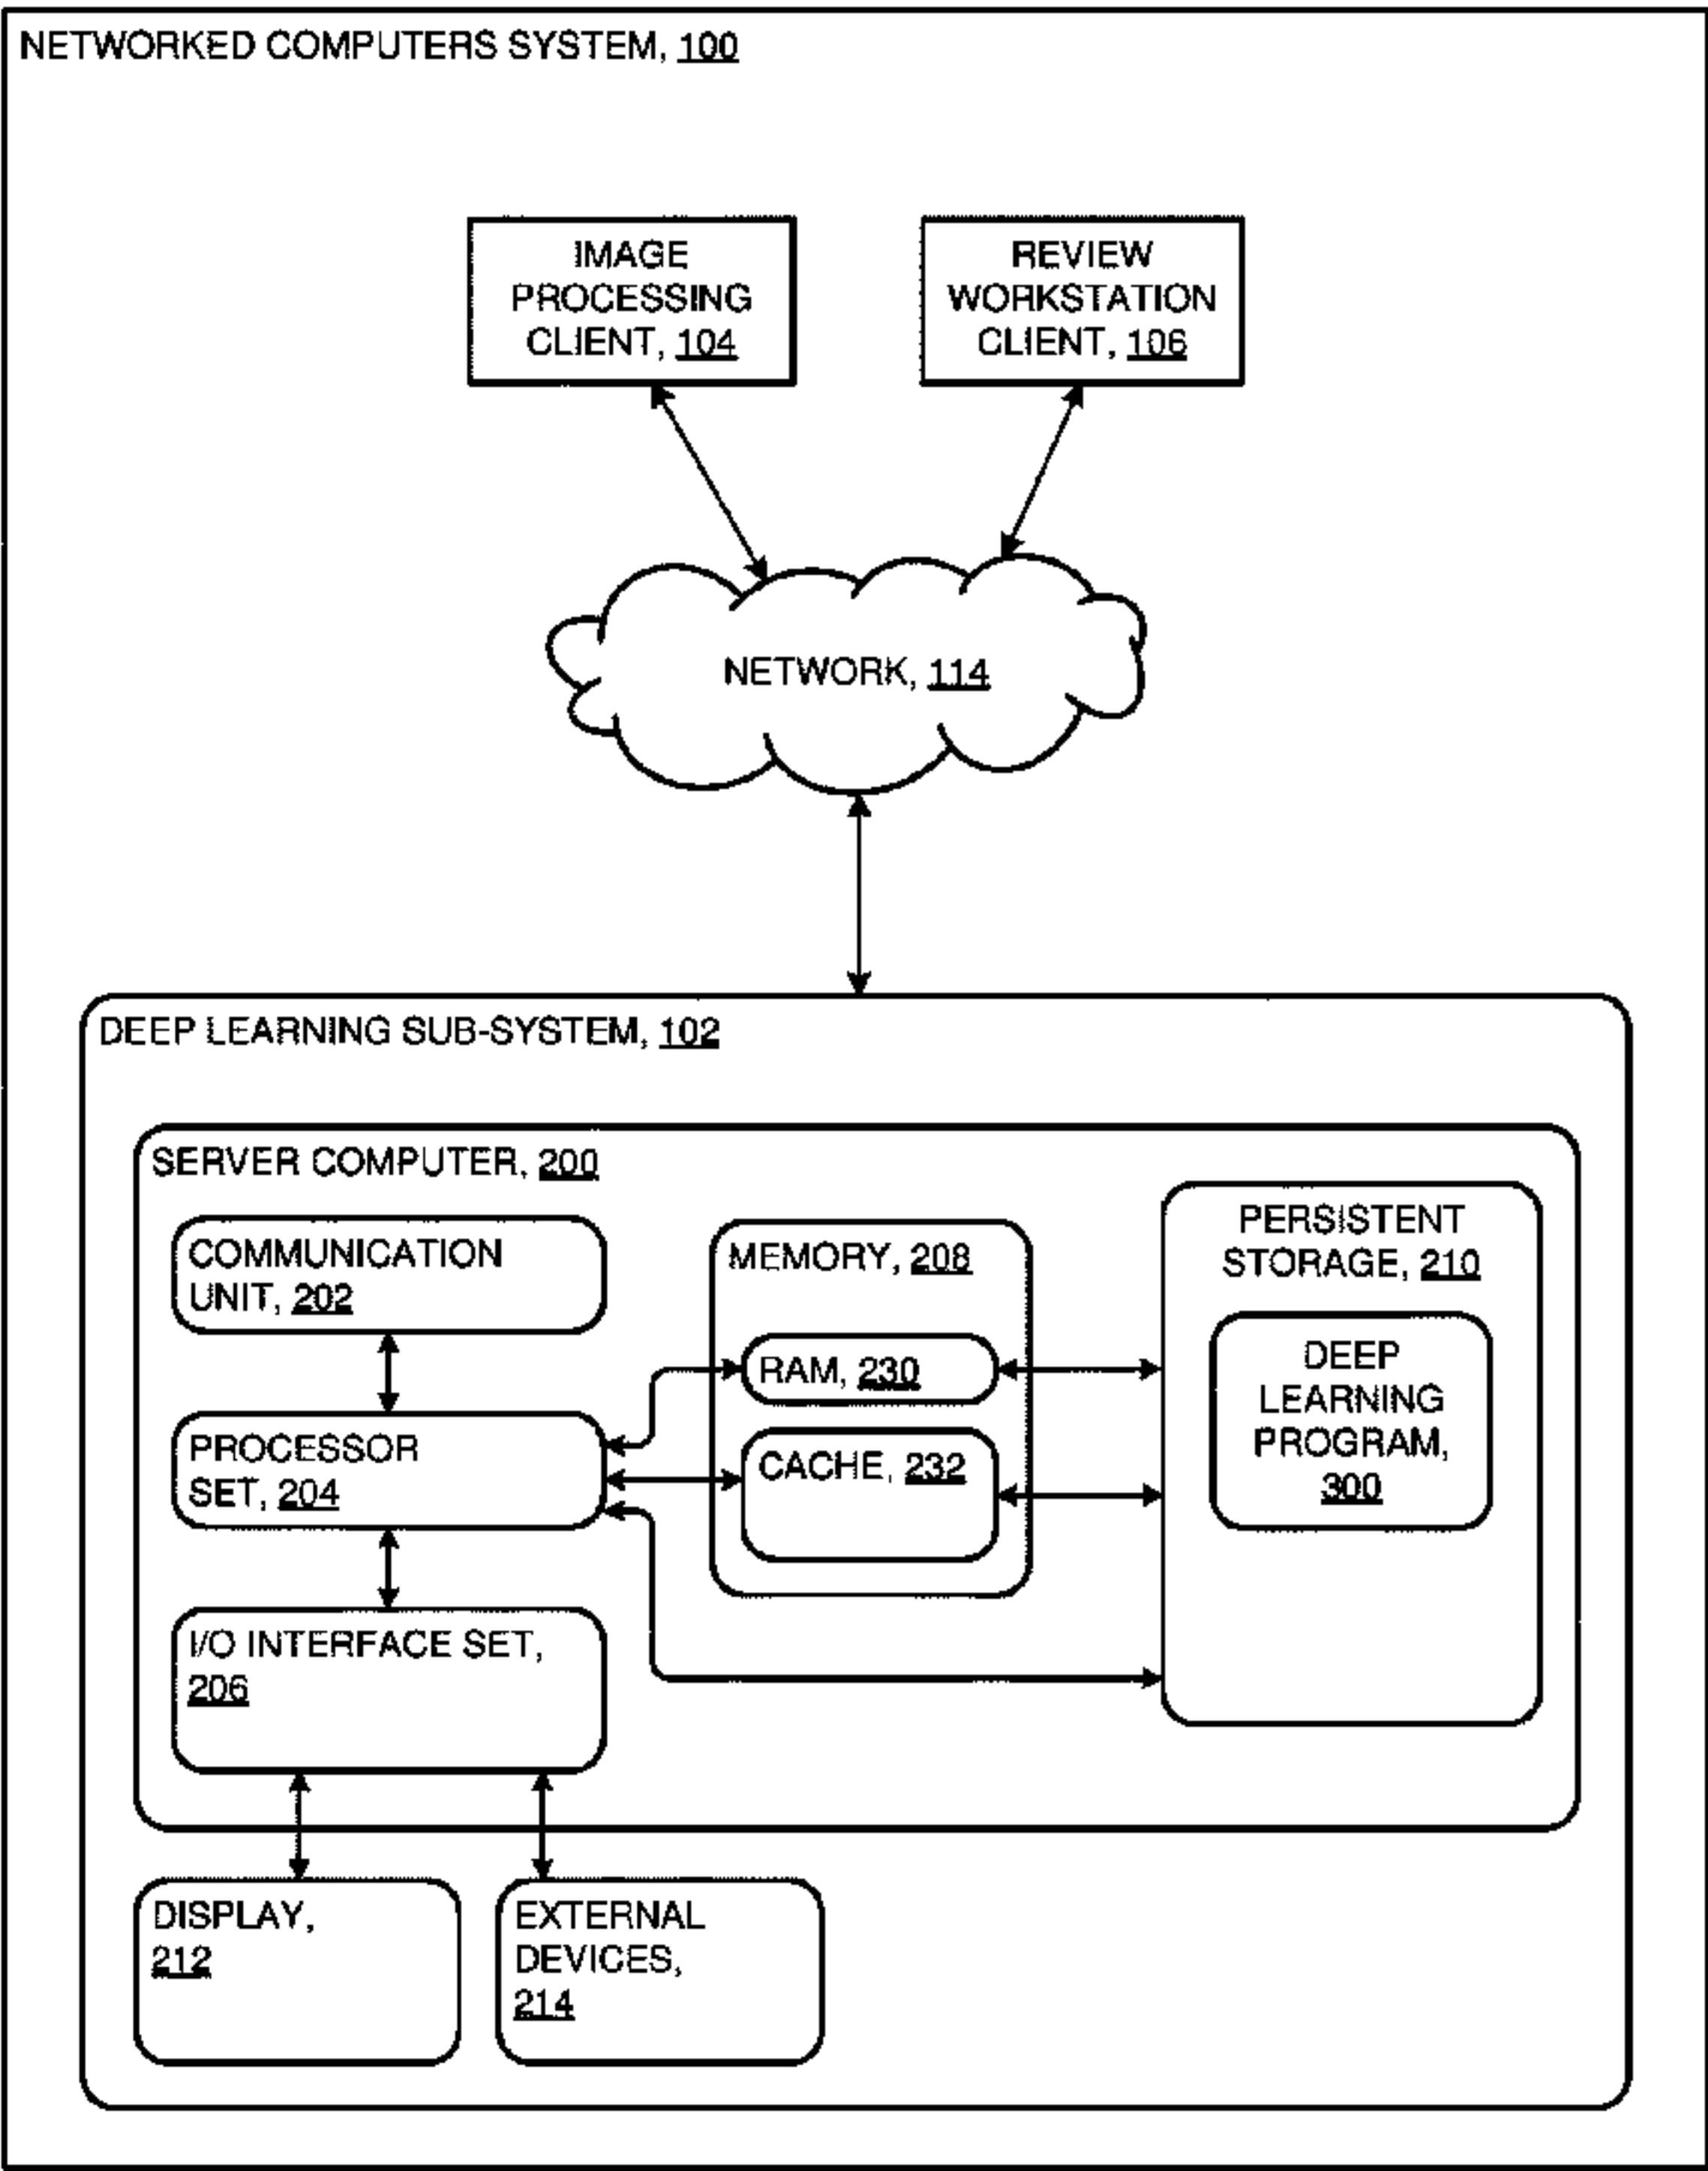 NETWORKED COMPUTERS SYSTEM, 100
IMAGE
PROCESSING
CLIENT, 104
REVIEW
WORKSTATION
CLIENT, 106
NETWORK, 114
DEEP LEARNING SUB-SYSTEM, 102
SERVER COMPUTER, 200
COMMUNICATION
UNIT, 202
PROCESSOR
SET, 204
I/O INTERFACE SET,
206
MEMORY, 208
RAM, 230
CACHE, 232
PERSISTENT
STORAGE, 210
DEEP
LEARNING
PROGRAM,
300
DISPLAY,
212
EXTERNAL
DEVICES,
214